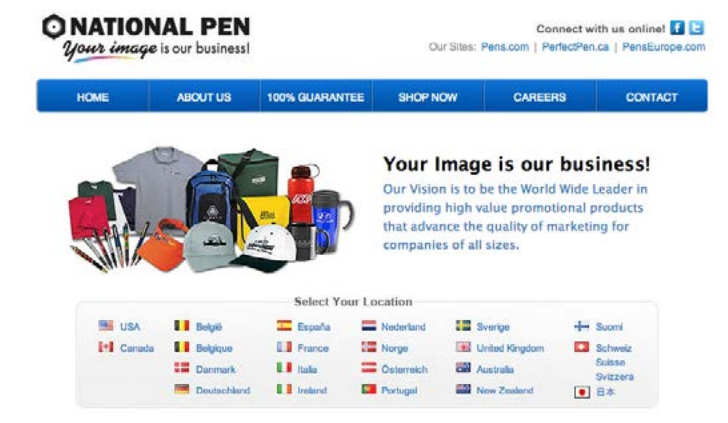 NATIONAL PEN
Your image is our business!
Connect with us online!
Our Sites: Pens.com | PerfectPen.ca | PensEurope.com
HOME ABOUT US 100% GUARANTEE SHOP NOW CAREERS CONTACT
Your Image is our business!
Our Vision is to be the World Wide Leader in
providing high value promotional products
that advance the quality of marketing for
companies of all sizes.
Select Your Location
USA België España Nederland Sverige Suomi
Canada Belgique France Norge United Kingdom Schweiz
Suisse
Danmark Italia Österreich Australia
Svizzera
Deutschland Ireland Portugal New Zealand 日本